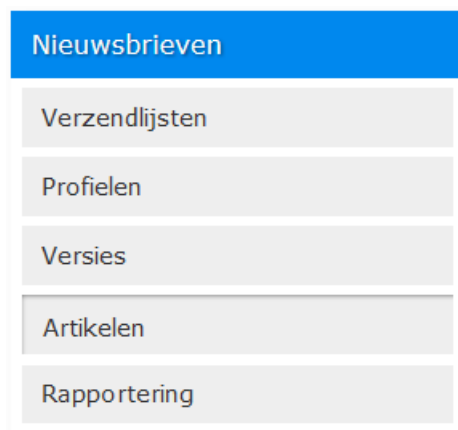 Nieuwsbrieven
Verzendlijsten
Profielen
Versies
Artikelen
Rapportering